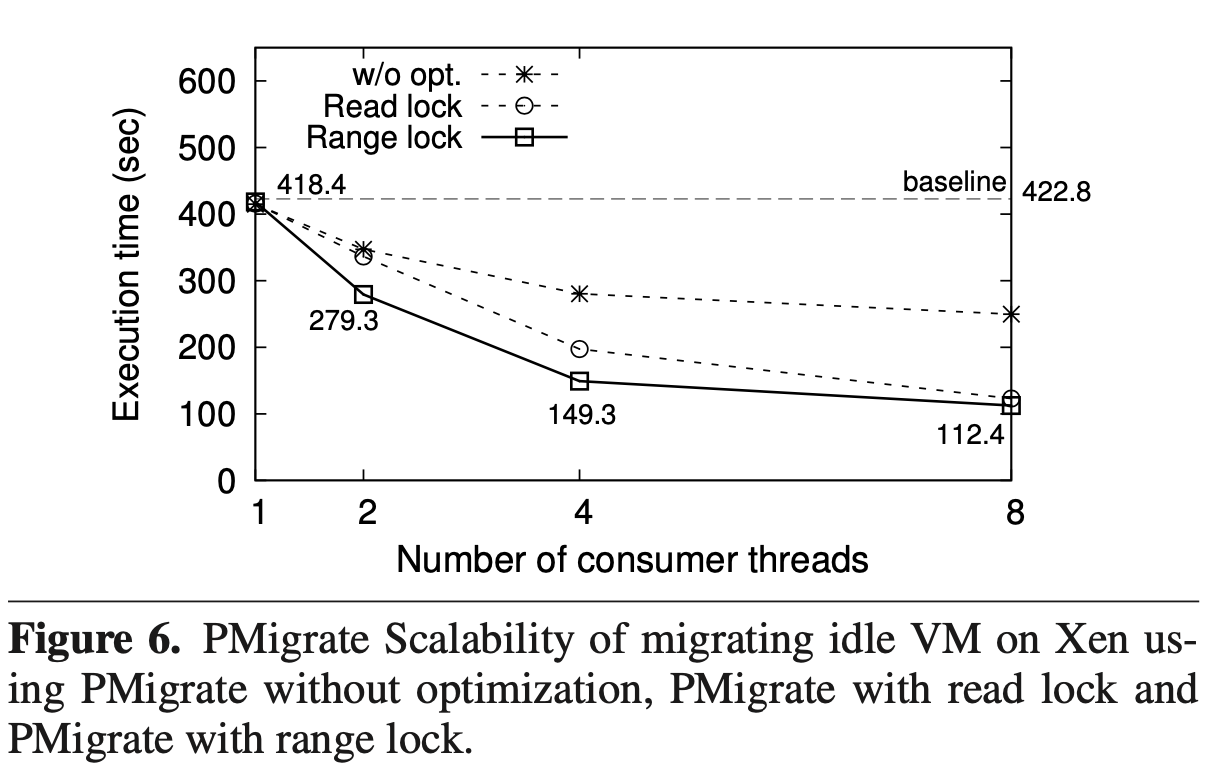 600
500
400
300
200
100
0
Execution time (sec)
w/o opt.
Read lock
Range lock
418.4
baseline
422.8
279.3
149.3
112.4
1 2 4 8
Number of consumer threads
Figure 6. PMigrate Scalability of migrating idle VM on Xen us-
ing PMigrate without optimization, PMigrate with read lock and
PMigrate with range lock.